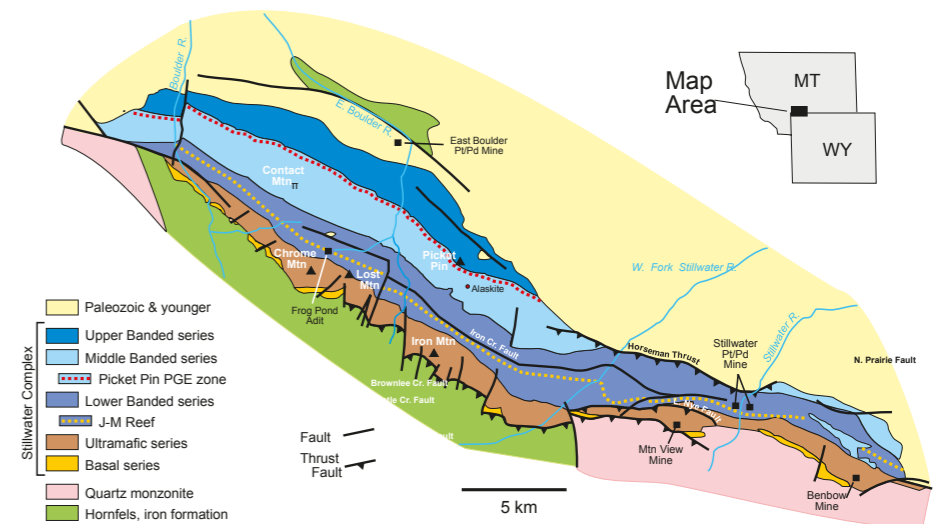 Boulder R.
E. Boulder R.
East Boulder
Pt/Pd Mine
Map
Area
MT
WY
Contact
Mtn
Chrome
Mtn
Lost
Mtn
Picket
Pin
Alaskite
W. Fork Stillwater R.
Frog Pond
Adit
Iron Mtn
Iron Cr. Fault
Horseman Thrust
Stillwater
Pt/Pd
Mine
Stillwater R.
N. Prairie Fault
Brownlee Cr. Fault
Cr. Fault
Mtn View
Mine
Benbow
Mine
Stillwater Complex
Paleozoic & younger
Upper Banded series
Middle Banded series
Picket Pin PGE zone
Lower Banded series
J-M Reef
Ultramafic series
Basal series
Quartz monzonite
Hornfels, iron formation
Fault
Thrust
Fault
5 km